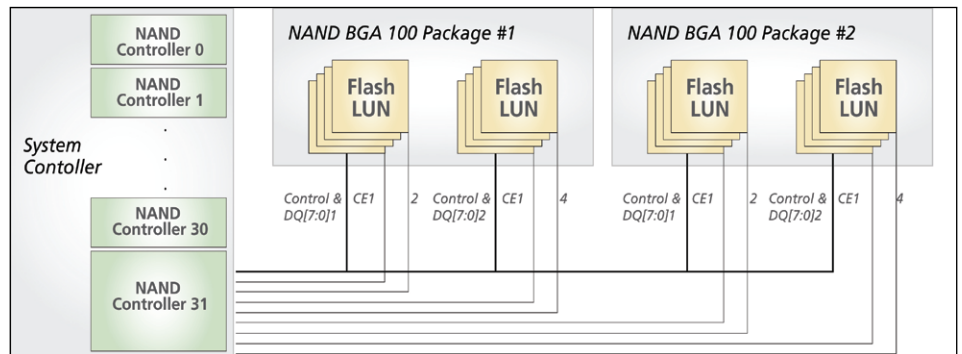 NAND
Controller 0
NAND
Controller 1
.
.
.
System
Contoller
NAND
Controller 30
NAND
Controller 31
NAND BGA 100 Package #1
Flash
LUN
Flash
LUN
NAND BGA 100 Package #2
Flash
LUN
Flash
LUN
Control &
DQ[7:0]1
CE1
2
Control &
DQ[7:0]2
CE1
4
Control &
DQ[7:0]1
CE1
2
Control &
DQ[7:0]2
CE1
4